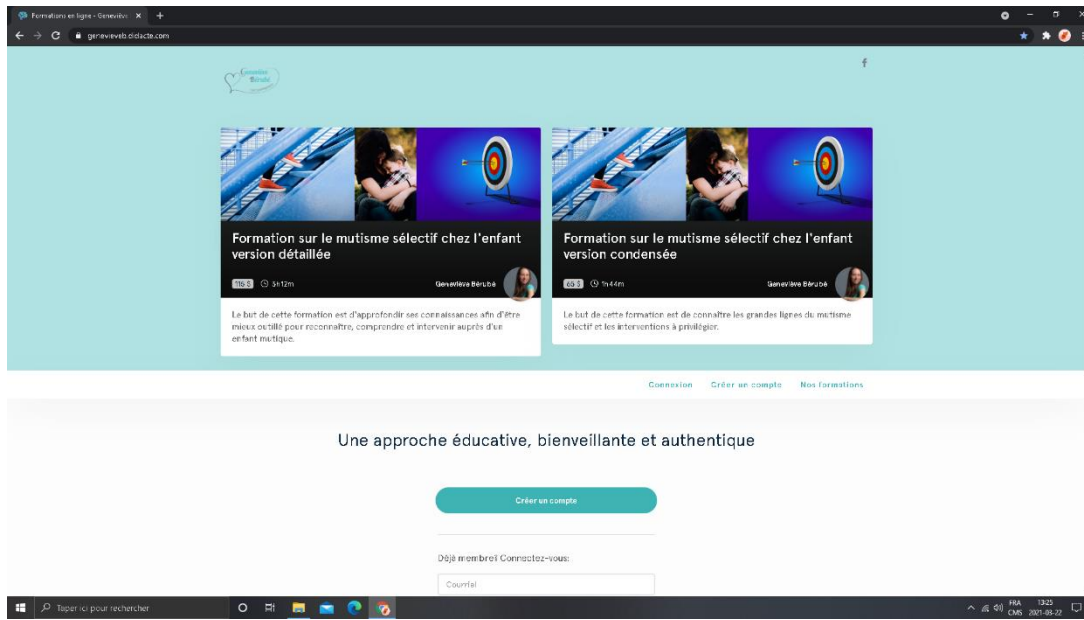 Formations en ligne - Genevièv
genevieveb.didacte.com
Geneviève
Bérubé
f
Formation sur le mutisme sélectif chez l'enfant
version détaillée
115 $ 3h12m Geneviève Bérubé
Le but de cette formation est d'approfondir ses connaissances afin d'être
mieux outillé pour reconnaître, comprendre et intervenir auprès d'un
enfant mutique.
Formation sur le mutisme sélectif chez l'enfant
version condensée
65 $ 1h44m Geneviève Bérubé
Le but de cette formation est de connaître les grandes lignes du mutisme
sélectif et les interventions à privilégier.
Connexion Créer un compte Nos formations
Une approche éducative, bienveillante et authentique
Créer un compte
Déjà membre? Connectez-vous:
Courriel
Taper ici pour rechercher
FRA 13:25
CMS 2021-03-22